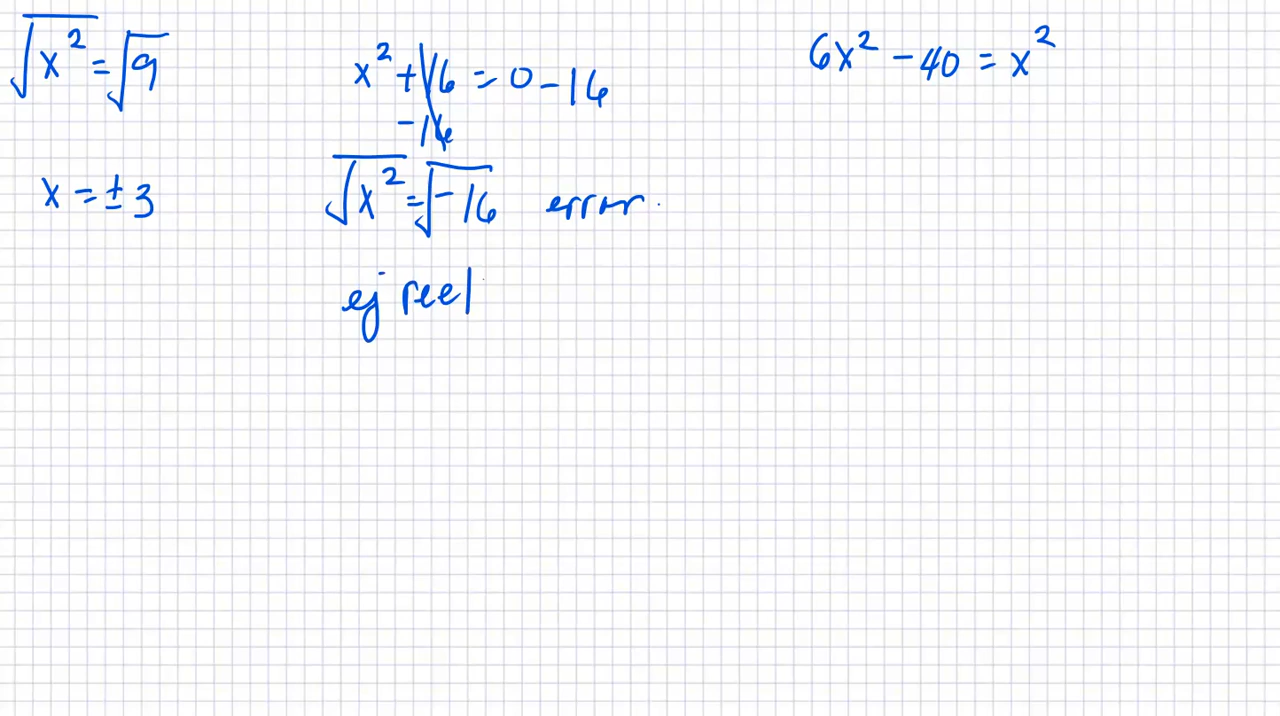 √x² = √9
x = ±3
x² + 16 = 0 - 16
-16
√x² = √-16 error.
ej reel
6x² - 40 = x²